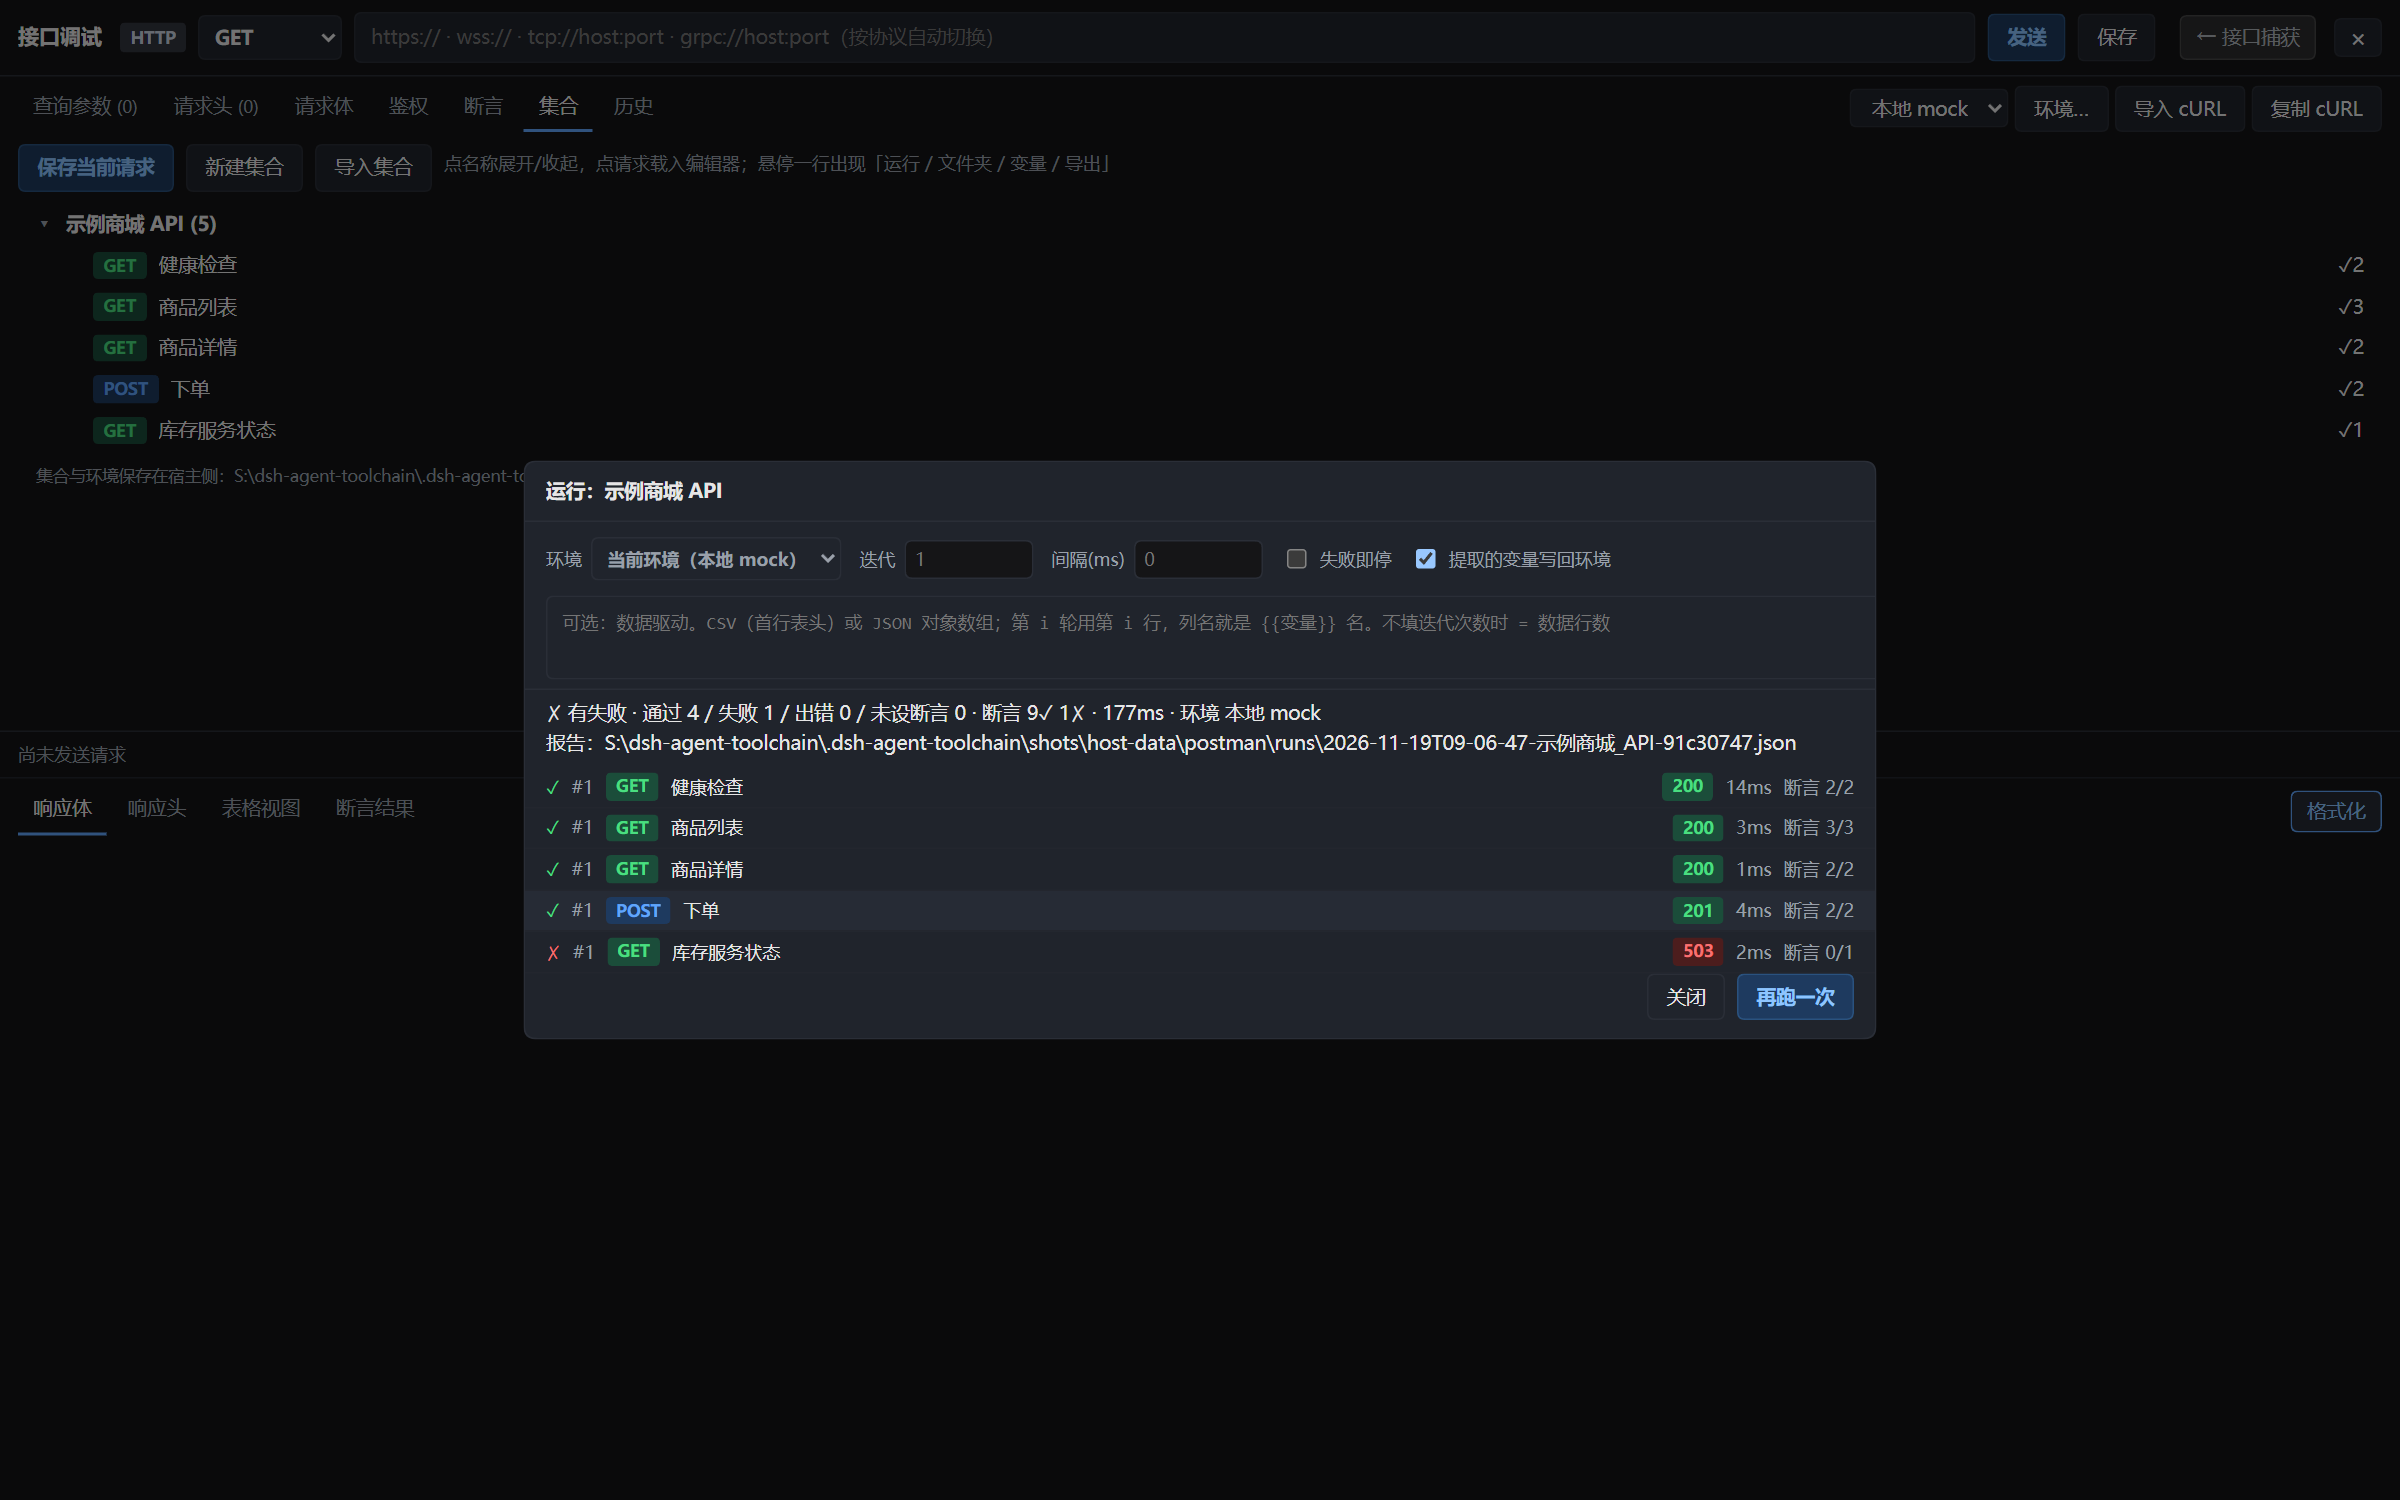 接口调试 HTTP GET https:// · wss:// · tcp://host:port · grpc://host:port（按协议自动切换） 发送 保存 ← 接口捕获 ×
查询参数 (0) 请求头 (0) 请求体 鉴权 断言 集合 历史 本地 mock 环境... 导入 cURL 复制 cURL
保存当前请求 新建集合 导入集合 点名称展开/收起，点请求载入编辑器；悬停一行出现「运行 / 文件夹 / 变量 / 导出」
▾ 示例商城 API (5)
GET 健康检查 ✓2
GET 商品列表 ✓3
GET 商品详情 ✓2
POST 下单 ✓2
GET 库存服务状态 ✓1
集合与环境保存在宿主侧：S:\dsh-agent-toolchain\.dsh-agent-to
运行：示例商城 API
环境 当前环境（本地 mock） 迭代 1 间隔(ms) 0 失败即停 提取的变量写回环境
可选：数据驱动。CSV（首行表头）或 JSON 对象数组；第 i 轮用第 i 行，列名就是 {{变量}} 名。不填迭代次数时 = 数据行数
✗ 有失败 · 通过 4 / 失败 1 / 出错 0 / 未设断言 0 · 断言 9✓ 1✗ · 177ms · 环境 本地 mock
报告：S:\dsh-agent-toolchain\.dsh-agent-toolchain\shots\host-data\postman\runs\2026-11-19T09-06-47-示例商城_API-91c30747.json
✓ #1 GET 健康检查 200 14ms 断言 2/2
✓ #1 GET 商品列表 200 3ms 断言 3/3
✓ #1 GET 商品详情 200 1ms 断言 2/2
✓ #1 POST 下单 201 4ms 断言 2/2
✗ #1 GET 库存服务状态 503 2ms 断言 0/1
关闭 再跑一次
尚未发送请求
响应体 响应头 表格视图 断言结果 格式化